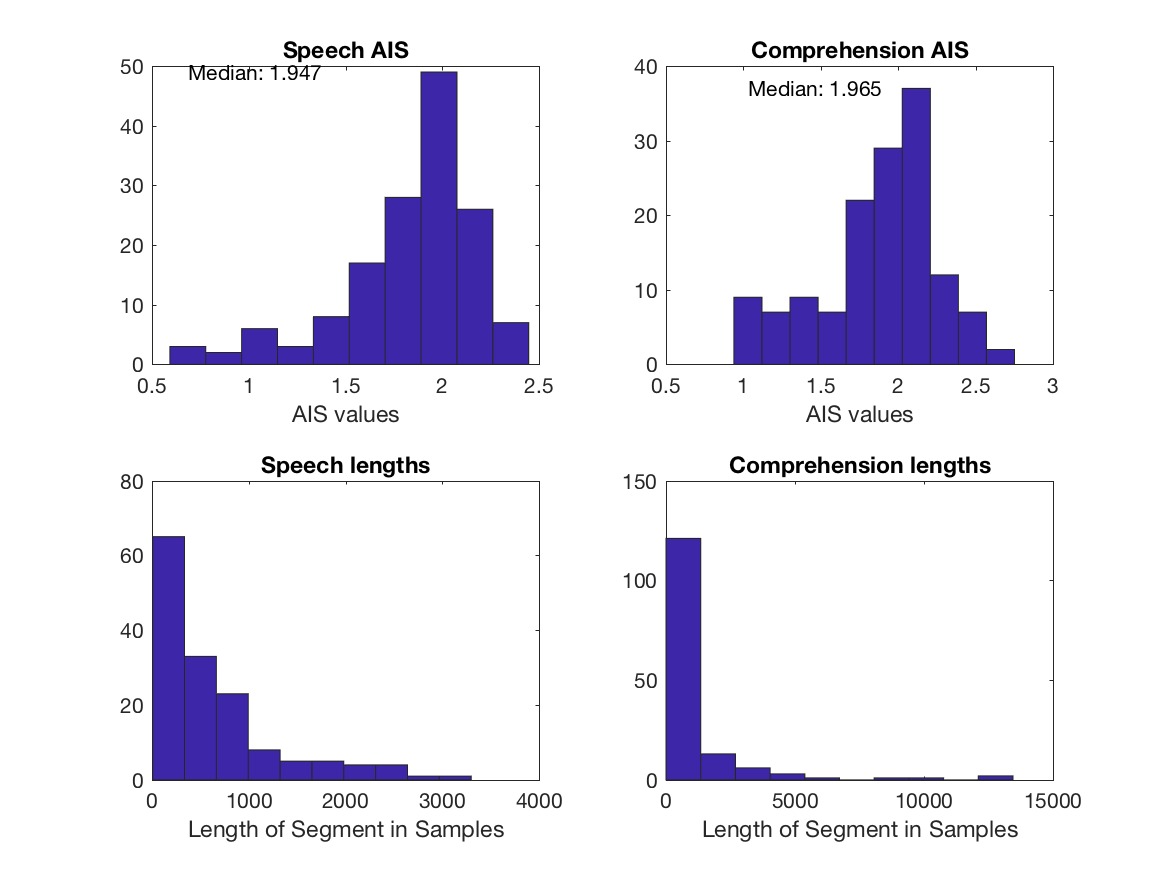 Speech AIS
Median: 1.947
50
40
30
20
10
0
0.5 1 1.5 2 2.5
AIS values
Comprehension AIS
Median: 1.965
40
30
20
10
0
0.5 1 1.5 2 2.5 3
AIS values
Speech lengths
80
60
40
20
0
0 1000 2000 3000 4000
Length of Segment in Samples
Comprehension lengths
150
100
50
0
0 5000 10000 15000
Length of Segment in Samples